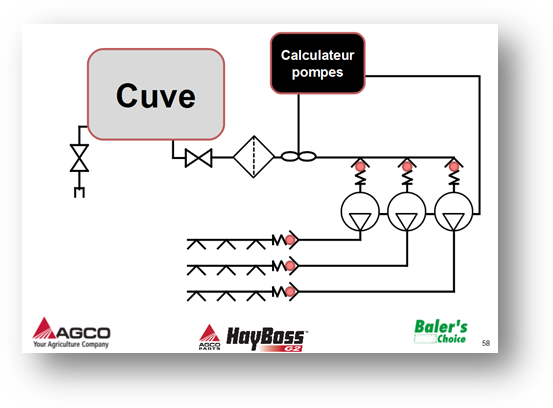 Cuve
Calculateur
pompes
AGCO
Your Agriculture Company
AGCO
PARTS
HayBoss
G2
Baler's
Choice
58